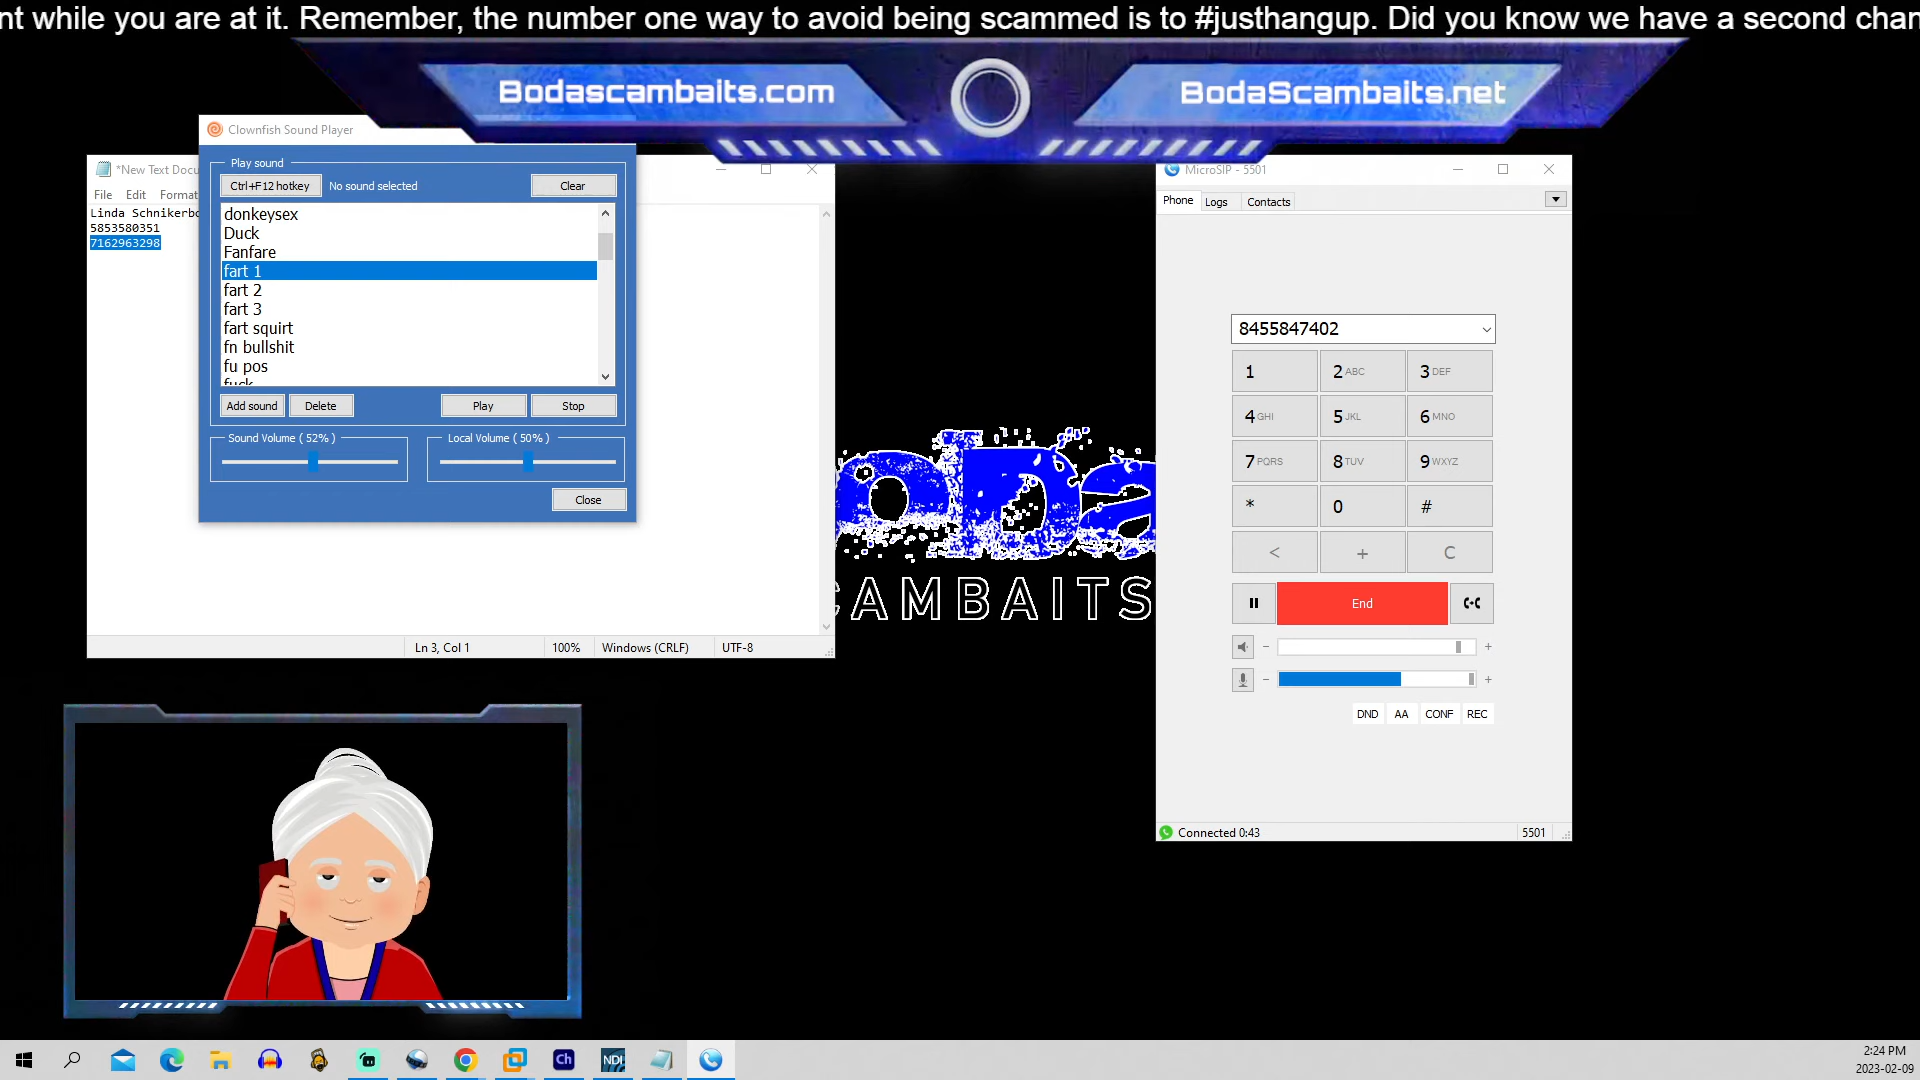 nt while you are at it. Remember, the number one way to avoid being scammed is to #justhangup. Did you know we have a second chan
Bodascambaits.com
BodaScambaits.net
Clownfish Sound Player
Play sound
Ctrl+F12 hotkey No sound selected Clear
donkeysex
Duck
Fanfare
fart 1
fart 2
fart 3
fart squirt
fn bullshit
fu pos
fuck
Add sound Delete Play Stop
Sound Volume ( 52% ) Local Volume ( 50% )
Close
*New Text Docu
File Edit Format
Linda Schnikerbo
5853580351
7162963298
Ln 3, Col 1 100% Windows (CRLF) UTF-8
oDa
CAMBAITS
MicroSIP - 5501
Phone Logs Contacts
8455847402
1 2 ABC 3 DEF
4 GHI 5 JKL 6 MNO
7 PQRS 8 TUV 9 WXYZ
* 0 #
< + C
End
- +
- +
DND AA CONF REC
Connected 0:43 5501
Ch
NDI
2:24 PM
2023-02-09